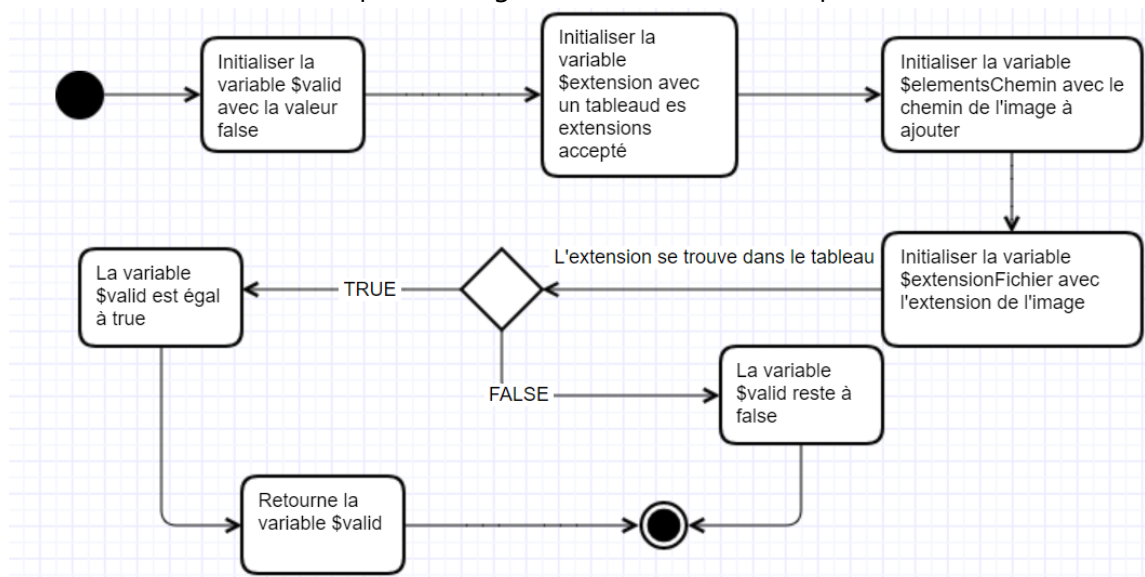 Initialiser la
variable $valid
avec la valeur
false
Initialiser la
variable
$extension avec
un tableaud es
extensions
accepté
Initialiser la variable
$elementsChemin avec le
chemin de l'image à
ajouter
Initialiser la variable
$extensionFichier avec
l'extension de l'image
L'extension se trouve dans le tableau
TRUE
La variable
$valid est égal
à true
FALSE
La variable
$valid reste à
false
Retourne la
variable $valid